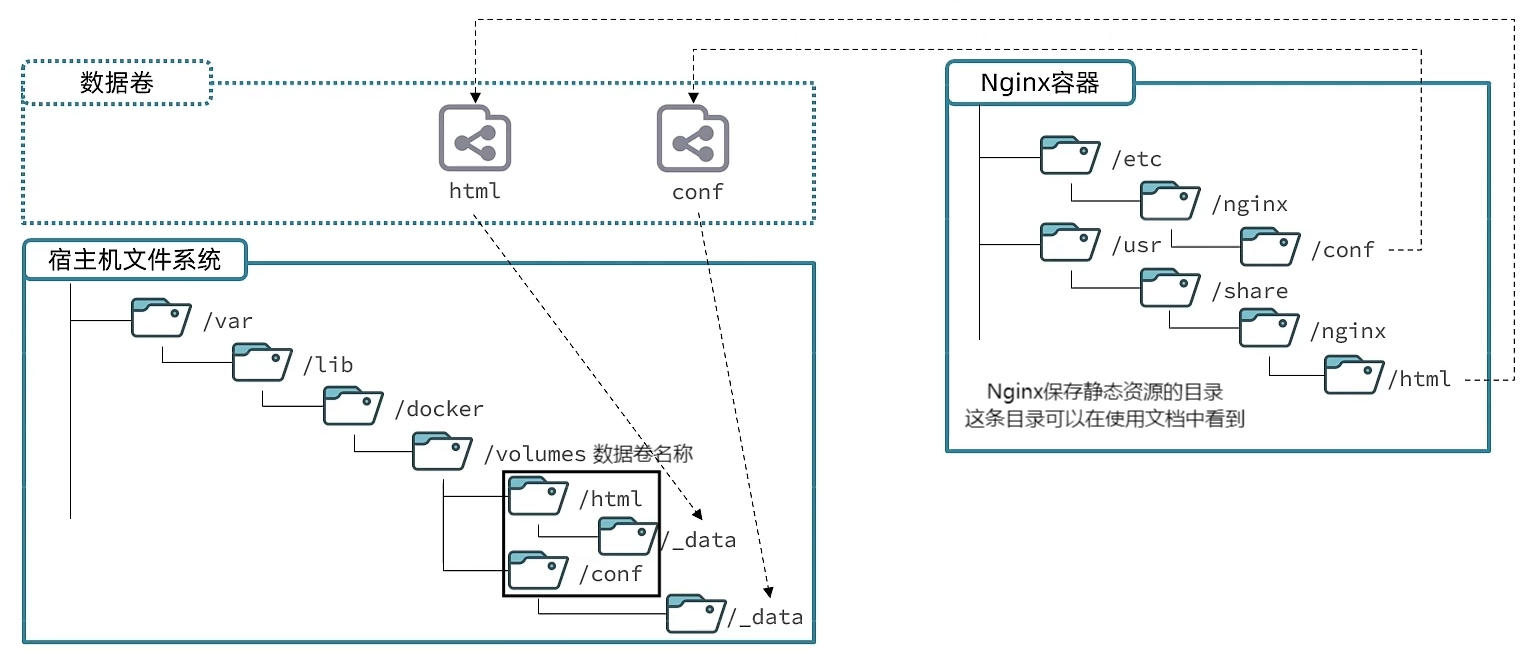 数据卷
html
conf
宿主机文件系统
/var
/lib
/docker
/volumes 数据卷名称
/html
/_data
/conf
/_data
Nginx容器
/etc
/nginx
/conf
/usr
/share
/nginx
/html
Nginx保存静态资源的目录
这条目录可以在使用文档中看到